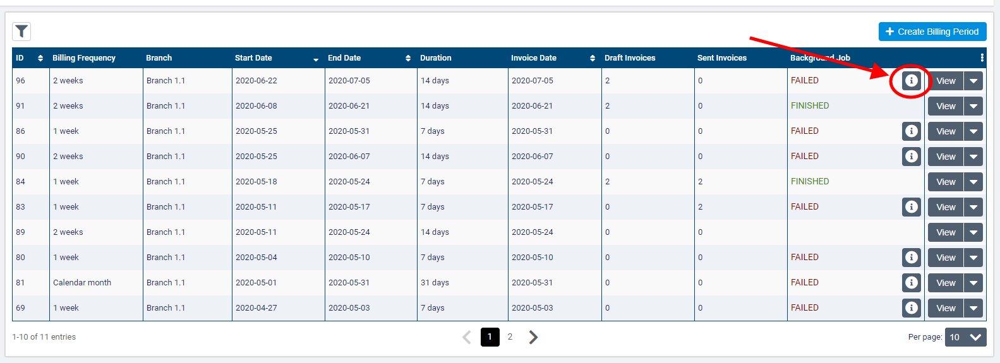 Create Billing Period
ID Billing Frequency Branch Start Date End Date Duration Invoice Date Draft Invoices Sent Invoices Background Job
96 2 weeks Branch 1.1 2020-06-22 2020-07-05 14 days 2020-07-05 2 0 FAILED View
91 2 weeks Branch 1.1 2020-06-08 2020-06-21 14 days 2020-06-21 2 0 FINISHED View
86 1 week Branch 1.1 2020-05-25 2020-05-31 7 days 2020-05-31 0 0 FAILED View
90 2 weeks Branch 1.1 2020-05-25 2020-06-07 14 days 2020-06-07 0 0 FAILED View
84 1 week Branch 1.1 2020-05-18 2020-05-24 7 days 2020-05-24 2 2 FINISHED View
83 1 week Branch 1.1 2020-05-11 2020-05-17 7 days 2020-05-17 0 2 FAILED View
89 2 weeks Branch 1.1 2020-05-11 2020-05-24 14 days 2020-05-24 0 0 View
80 1 week Branch 1.1 2020-05-04 2020-05-10 7 days 2020-05-10 0 0 FAILED View
81 Calendar month Branch 1.1 2020-05-01 2020-05-31 31 days 2020-05-31 0 0 FAILED View
69 1 week Branch 1.1 2020-04-27 2020-05-03 7 days 2020-05-03 0 0 FAILED View
1-10 of 11 entries 1 2 Per page: 10